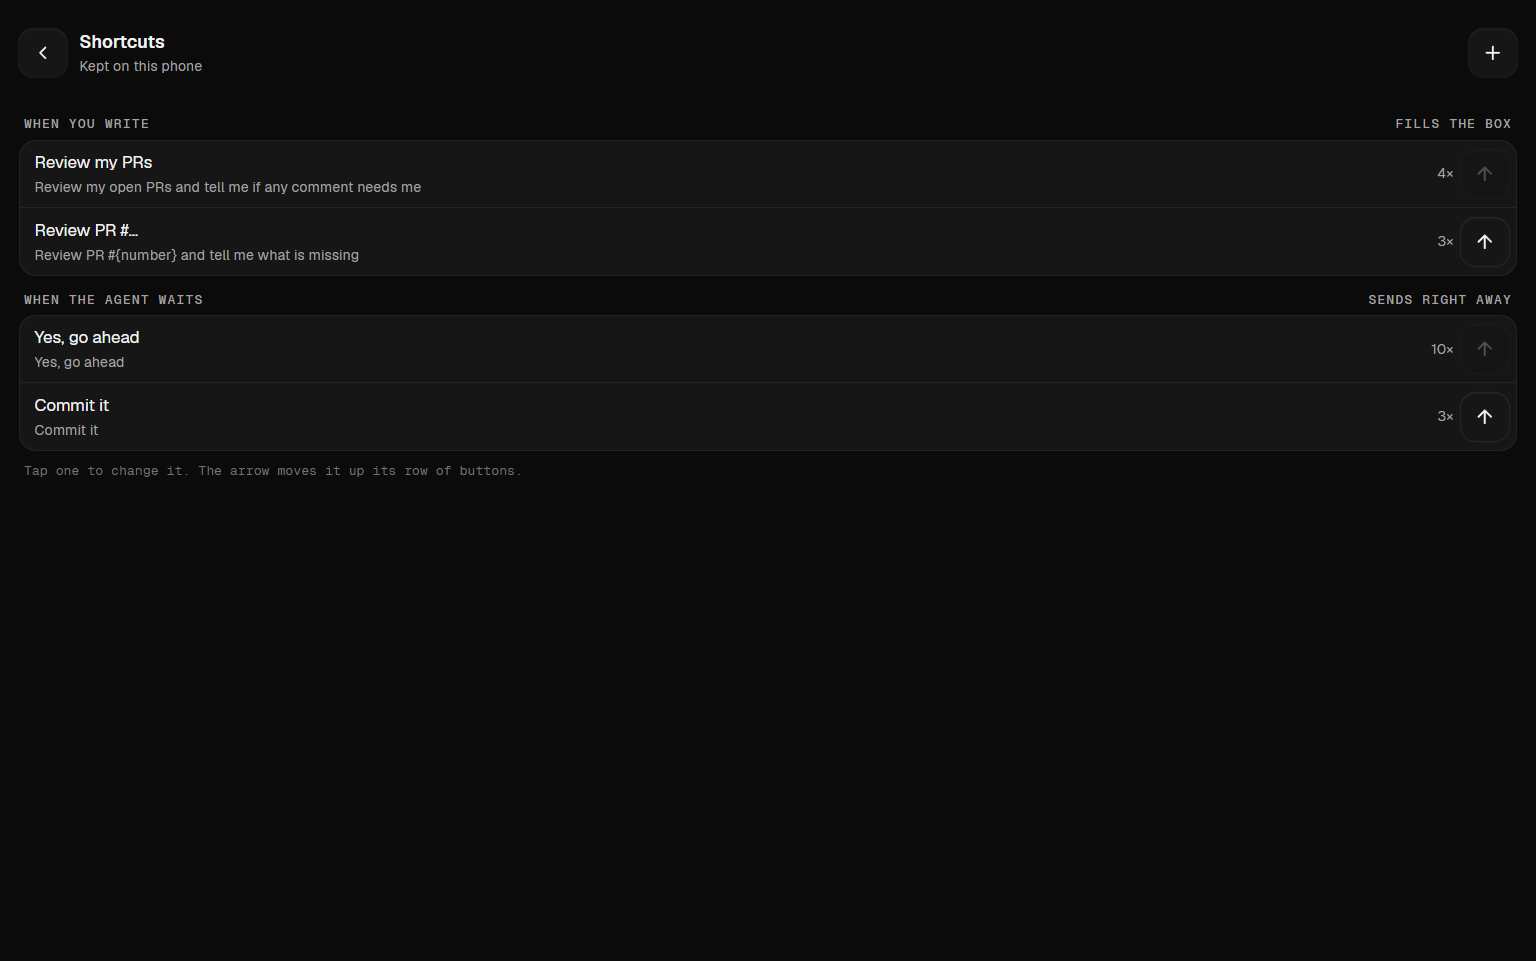 Shortcuts
Kept on this phone
WHEN YOU WRITE FILLS THE BOX
Review my PRs
Review my open PRs and tell me if any comment needs me
4×
Review PR #...
Review PR #{number} and tell me what is missing
3×
WHEN THE AGENT WAITS SENDS RIGHT AWAY
Yes, go ahead
Yes, go ahead
10×
Commit it
Commit it
3×
Tap one to change it. The arrow moves it up its row of buttons.